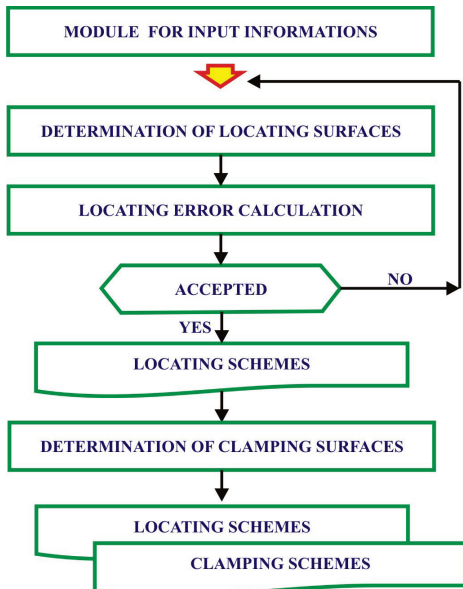 MODULE FOR INPUT INFORMATIONS
DETERMINATION OF LOCATING SURFACES
LOCATING ERROR CALCULATION
ACCEPTED
NO
YES
LOCATING SCHEMES
DETERMINATION OF CLAMPING SURFACES
LOCATING SCHEMES
CLAMPING SCHEMES